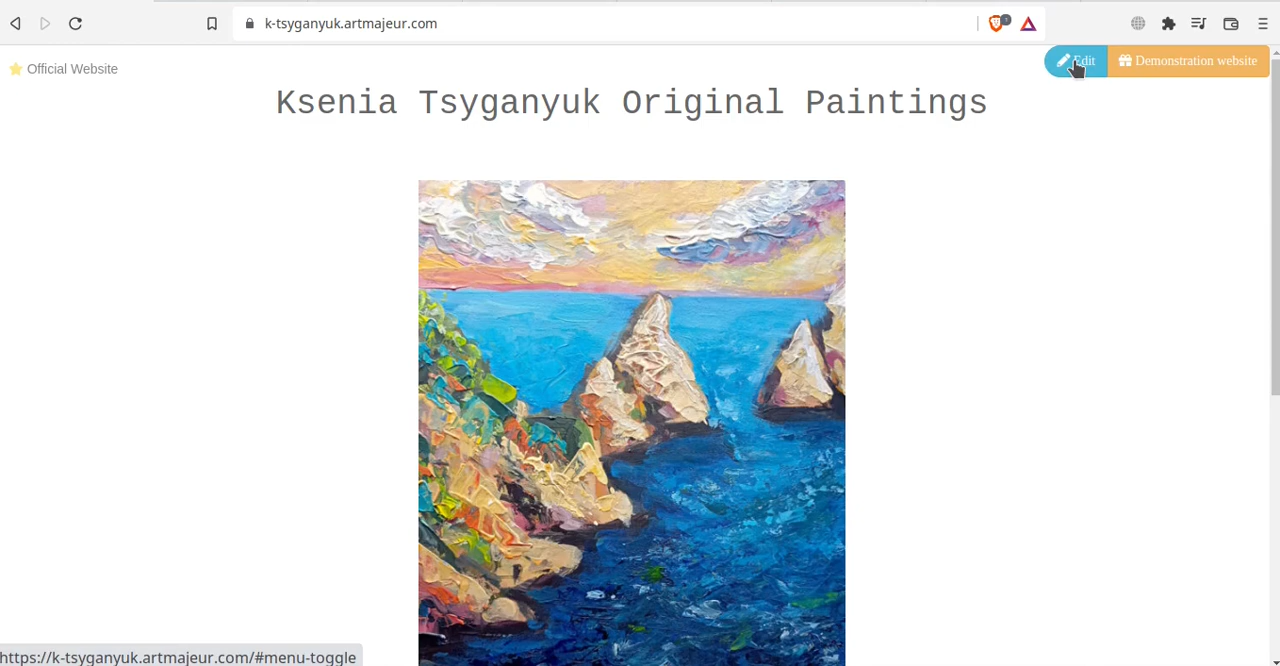 k-tsyganyuk.artmajeur.com
Official Website
Edit
Demonstration website
Ksenia Tsyganyuk Original Paintings
https://k-tsyganyuk.artmajeur.com/#menu-toggle